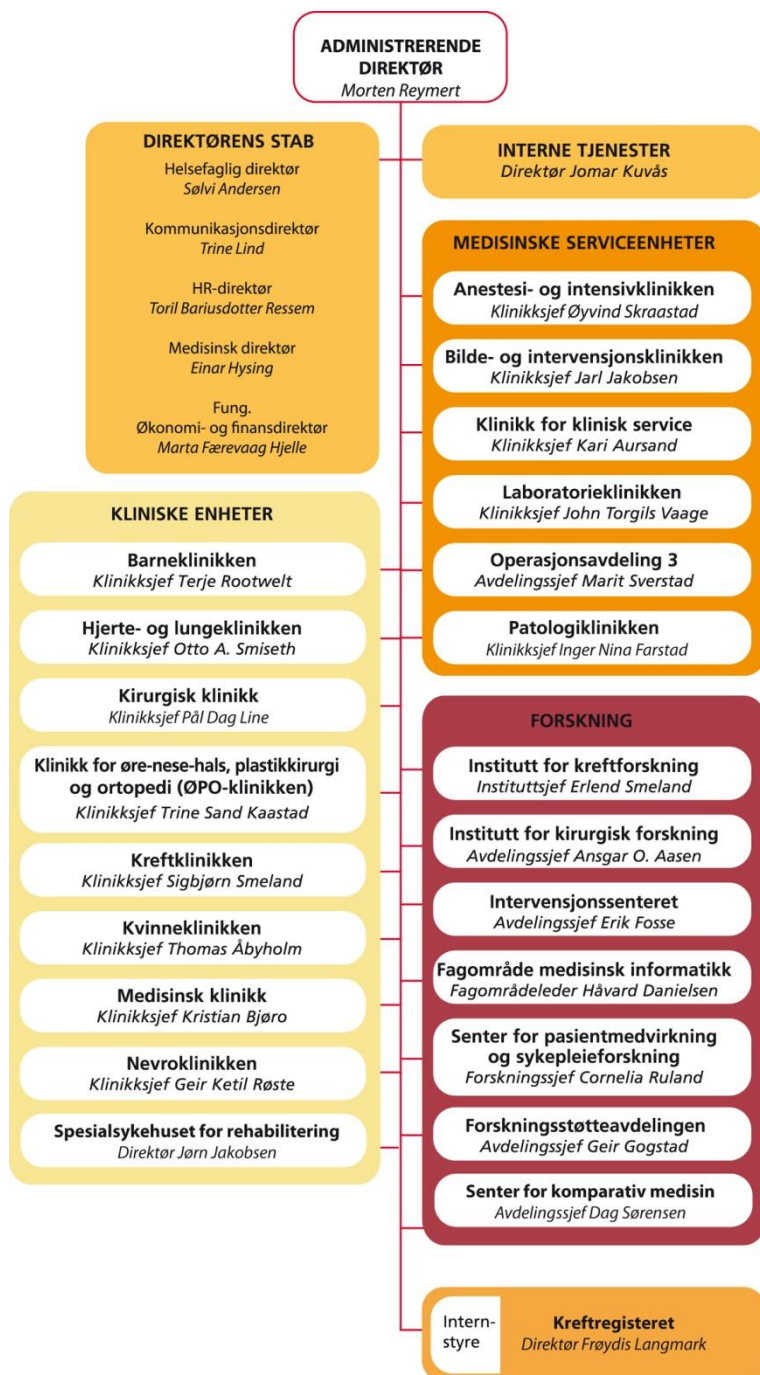 ADMINISTRERENDE
DIREKTØR
Morten Reymert
DIREKTØRENS STAB
Helsefaglig direktør
Sølvi Andersen
Kommunikasjonsdirektør
Trine Lind
HR-direktør
Toril Bariusdotter Ressem
Medisinsk direktør
Einar Hysing
Fung.
Økonomi- og finansdirektør
Marta Færevaag Hjelle
INTERNE TJENESTER
Direktør Jomar Kuvås
MEDISINSKE SERVICEENHETER
Anestesi- og intensivklinikken
Klinikksjef Øyvind Skraastad
Bilde- og intervensjonsklinikken
Klinikksjef Jarl Jakobsen
Klinikk for klinisk service
Klinikksjef Kari Aursand
Laboratorieklinikken
Klinikksjef John Torgils Vaage
Operasjonsavdeling 3
Avdelingssjef Marit Sverstad
Patologiklinikken
Klinikksjef Inger Nina Farstad
KLINISKE ENHETER
Barneklinikken
Klinikksjef Terje Rootwelt
Hjerte- og lungeklinikken
Klinikksjef Otto A. Smiseth
Kirurgisk klinikk
Klinikksjef Pål Dag Line
Klinikk for øre-nese-hals, plastikkirurgi
og ortopedi (ØPO-klinikken)
Klinikksjef Trine Sand Kaastad
Kreftklinikken
Klinikksjef Sigbjørn Smeland
Kvinneklinikken
Klinikksjef Thomas Åbyholm
Medisinsk klinikk
Klinikksjef Kristian Bjøro
Nevroklinikken
Klinikksjef Geir Ketil Røste
Spesialsykehuset for rehabilitering
Direktør Jørn Jakobsen
FORSKNING
Institutt for kreftforskning
Instituttsjef Erlend Smeland
Institutt for kirurgisk forskning
Avdelingssjef Ansgar O. Aasen
Intervensjonssenteret
Avdelingssjef Erik Fosse
Fagområde medisinsk informatikk
Fagområdeleder Håvard Danielsen
Senter for pasientmedvirkning
og sykepleieforskning
Forskningssjef Cornelia Ruland
Forskningsstøtteavdelingen
Avdelingssjef Geir Gogstad
Senter for komparativ medisin
Avdelingssjef Dag Sørensen
Intern-
styre
Kreftregisteret
Direktør Frøydis Langmark